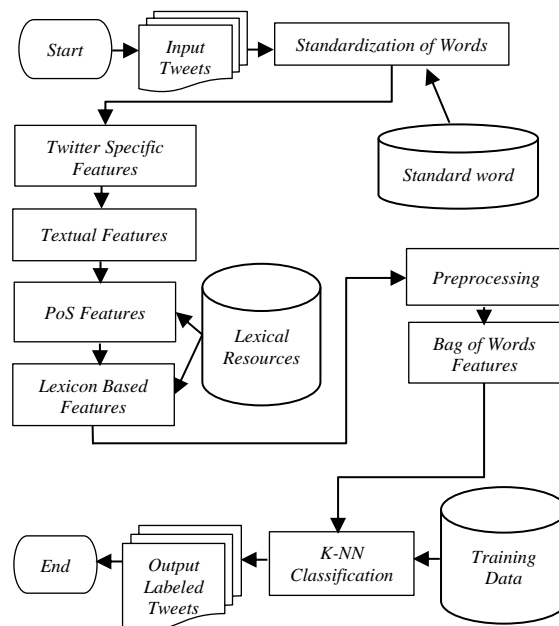 Start
Input
Tweets
Standardization of Words
Twitter Specific
Features
Standard word
Textual Features
PoS Features
Lexical
Resources
Lexicon Based
Features
Preprocessing
Bag of Words
Features
K-NN
Classification
Training
Data
Output
Labeled
Tweets
End